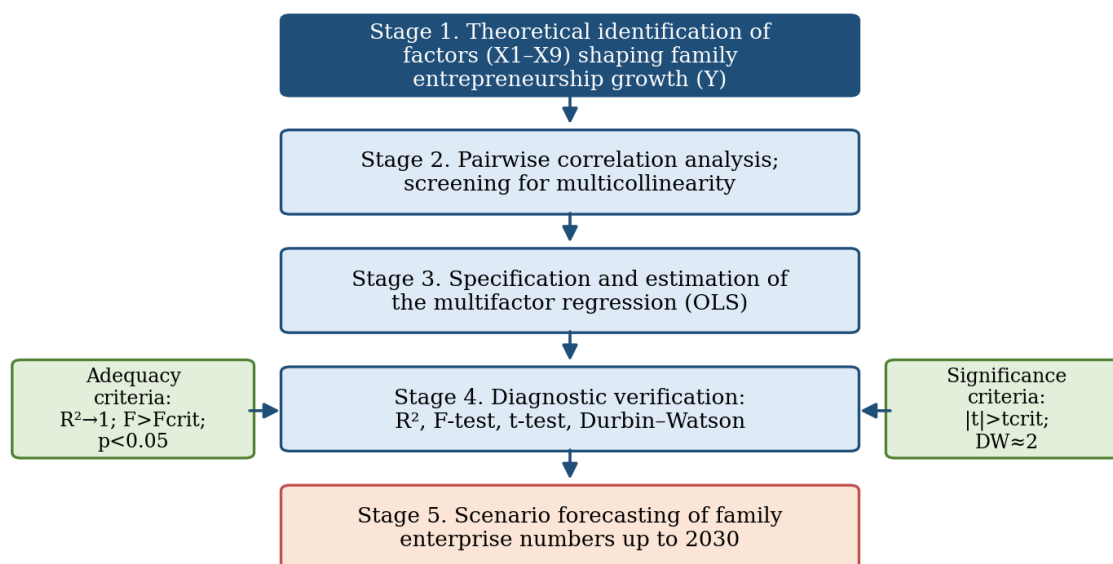 Stage 1. Theoretical identification of
factors (X1–X9) shaping family
entrepreneurship growth (Y)
Stage 2. Pairwise correlation analysis;
screening for multicollinearity
Stage 3. Specification and estimation of
the multifactor regression (OLS)
Adequacy
criteria:
R²→1; F>Fcrit;
p<0.05
Stage 4. Diagnostic verification:
R², F-test, t-test, Durbin–Watson
Significance
criteria:
|t|>tcrit;
DW≈2
Stage 5. Scenario forecasting of family
enterprise numbers up to 2030